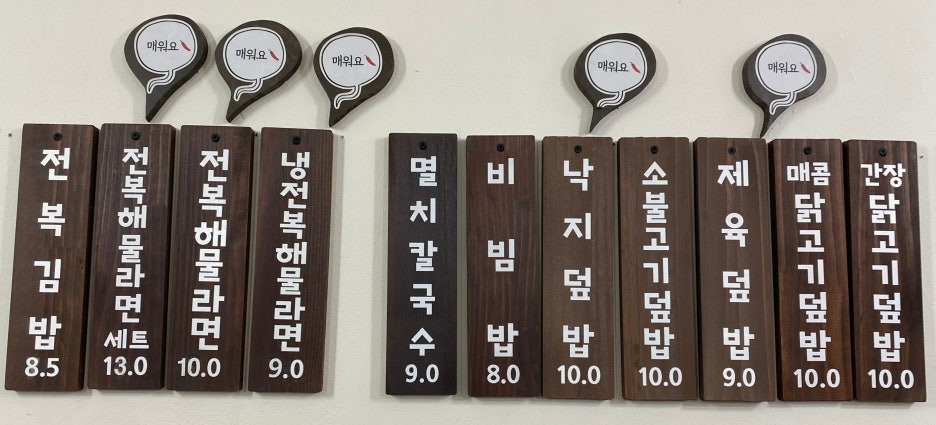 매워요
매워요
매워요
매워요
매워요
전복김밥
8.5
전복해물라면
세트
13.0
전복해물라면
10.0
냉전복해물라면
9.0
멸치칼국수
9.0
비빔밥
8.0
낙지덮밥
10.0
소불고기덮밥
10.0
제육덮밥
9.0
매콤
닭고기덮밥
10.0
간장
닭고기덮밥
10.0